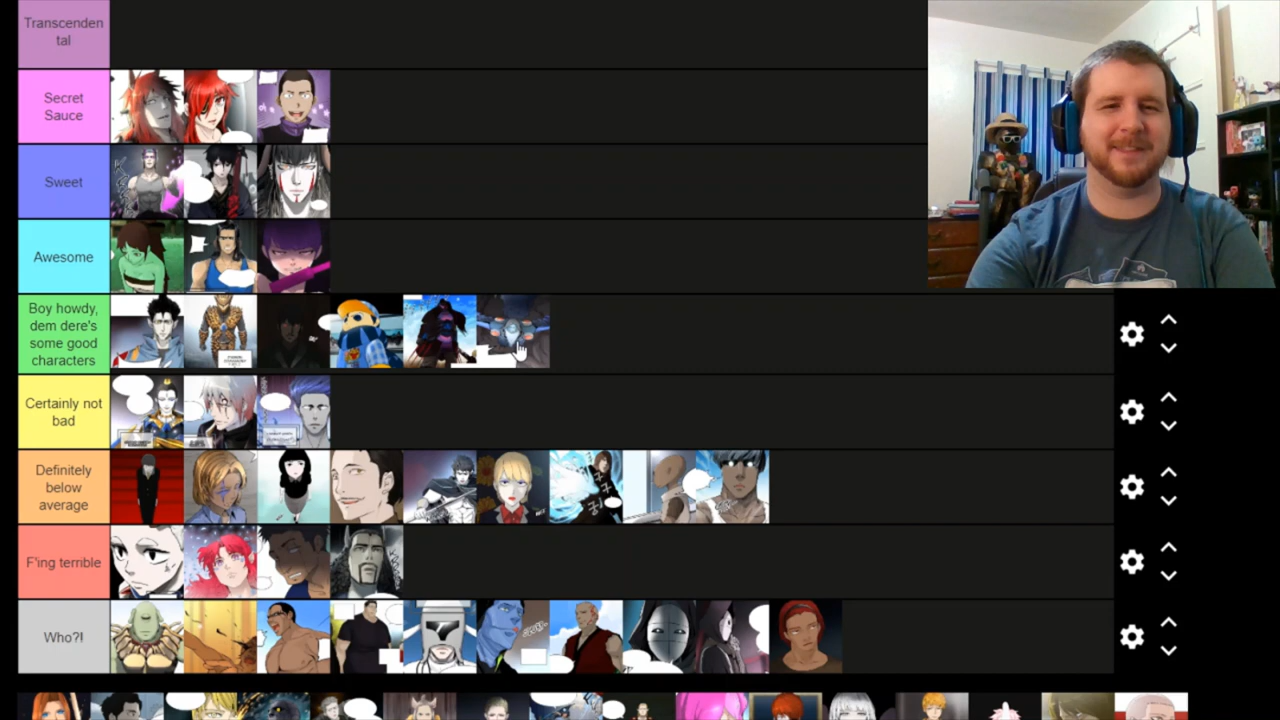 Transcenden
tal
Secret
Sauce
Sweet
Awesome
Boy howdy,
dem dere's
some good
characters
Certainly not
bad
Definitely
below
average
F'ing terrible
Who?!